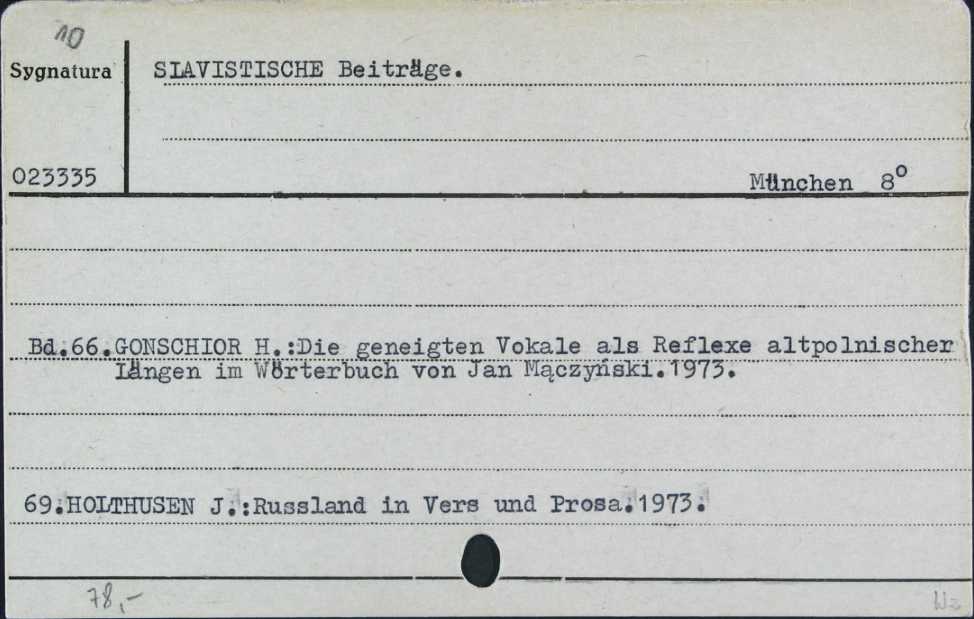 10
Sygnatura
SLAVISTISCHE Beiträge.
023335
München 8°
Bd.66.GONSCHIOR H.:Die geneigten Vokale als Reflexe altpolnischer
Längen im Wörterbuch von Jan Mączyński.1973.
69.HOLTHUSEN J.:Russland in Vers und Prosa.1973.
78,-